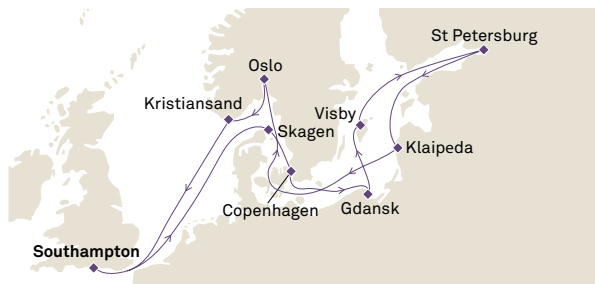 St Petersburg
Oslo
Kristiansand
Visby
Skagen
Klaipeda
Copenhagen
Gdansk
Southampton